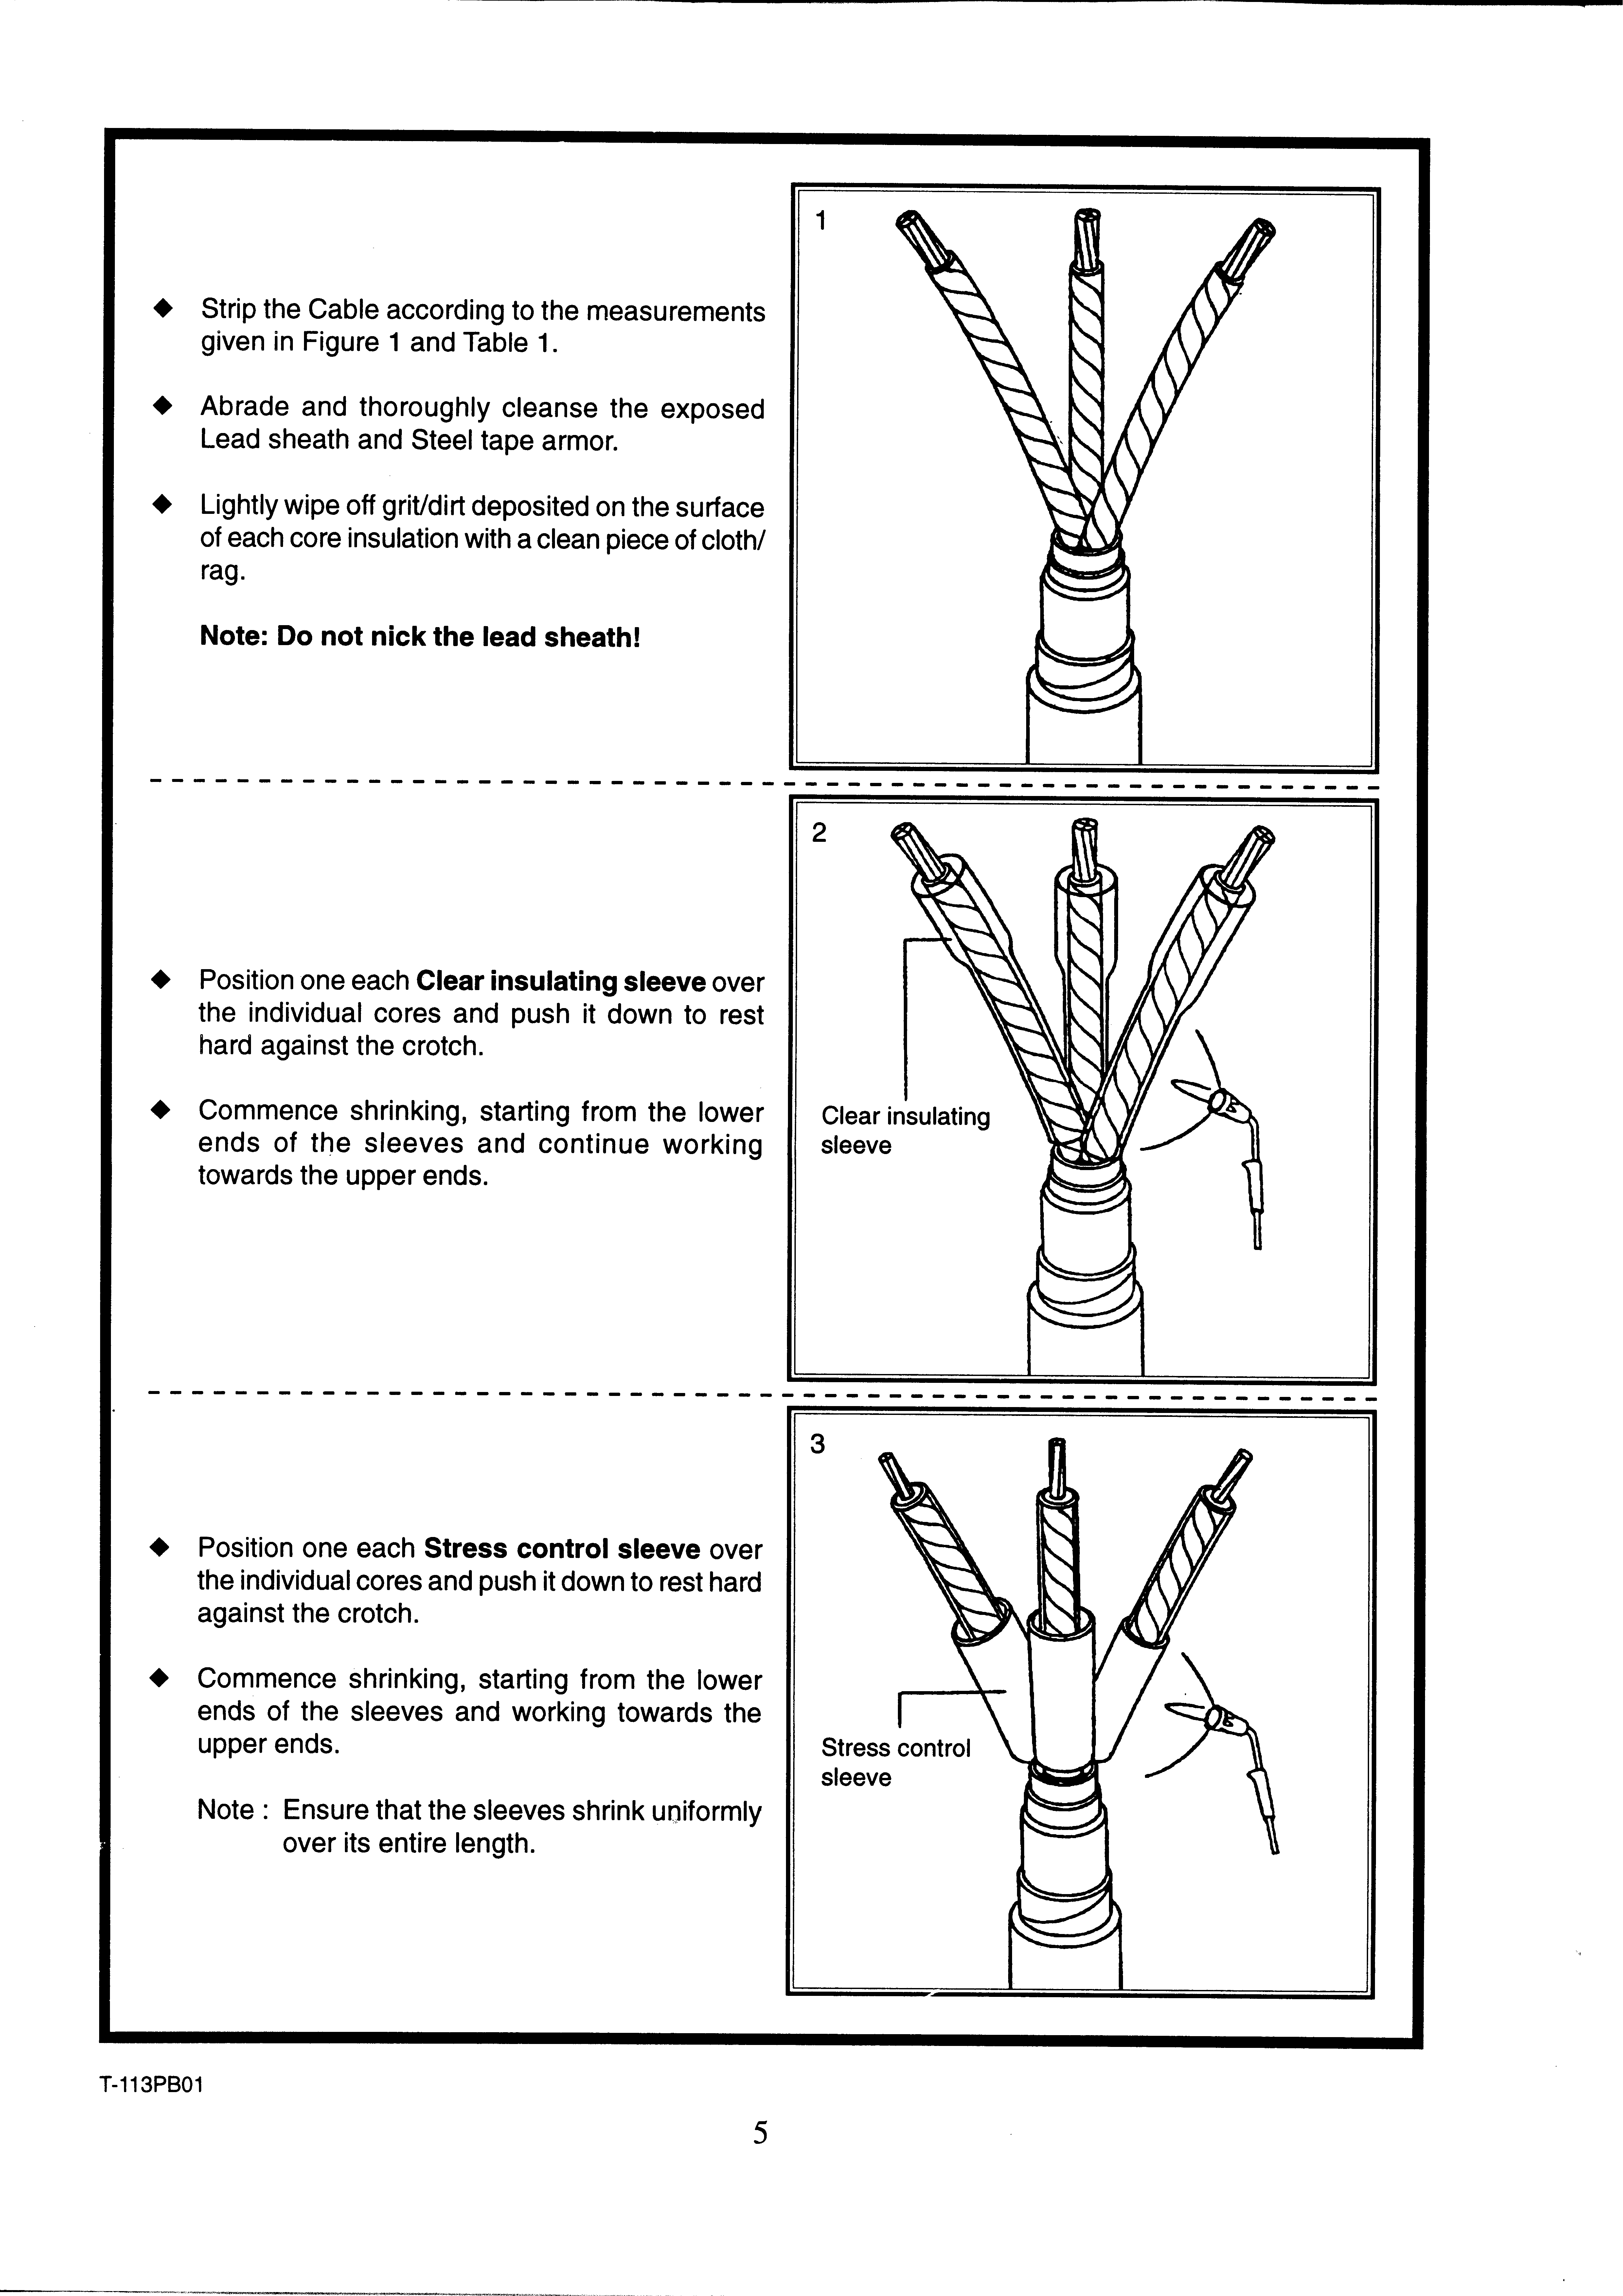 ◆ Strip the Cable according to the measurements
given in Figure 1 and Table 1.
◆ Abrade and thoroughly cleanse the exposed
Lead sheath and Steel tape armor.
◆ Lightly wipe off grit/dirt deposited on the surface
of each core insulation with a clean piece of cloth/
rag.
Note: Do not nick the lead sheath!
1
◆ Position one each Clear insulating sleeve over
the individual cores and push it down to rest
hard against the crotch.
◆ Commence shrinking, starting from the lower
ends of the sleeves and continue working
towards the upper ends.
2
Clear insulating
sleeve
◆ Position one each Stress control sleeve over
the individual cores and push it down to rest hard
against the crotch.
◆ Commence shrinking, starting from the lower
ends of the sleeves and working towards the
upper ends.
Note : Ensure that the sleeves shrink uniformly
over its entire length.
3
Stress control
sleeve
T-113PB01
5